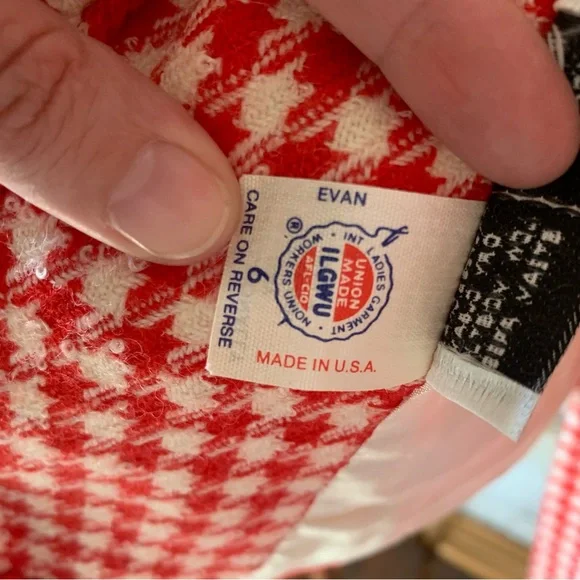 EVAN
CARE ON REVERSE
6
®
INT LADIES GARMENT WORKERS UNION
UNION
MADE
ILGWU
AFL·CIO
MADE IN U.S.A.